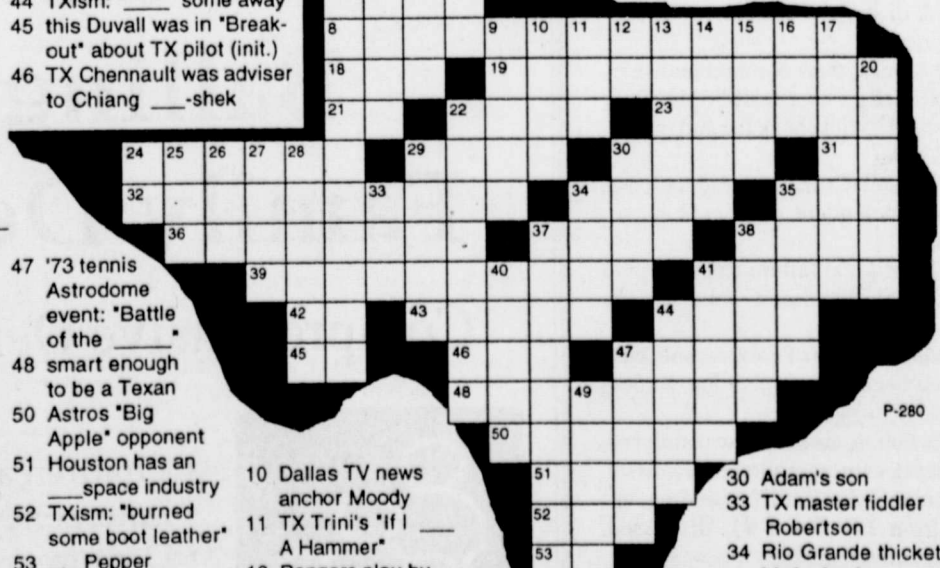 44 TXism: "____ some away"
45 this Duvall was in "Break-
out" about TX pilot (init.)
46 TX Chennault was adviser
to Chiang ___-shek
8 9 10 11 12 13 14 15 16 17
18 19 20
21 22 23
24 25 26 27 28 29 30 31
32 33 34 35
36 37 38
39 40 41
42 43 44
45 46 47
48 49
50
51
52
53
47 '73 tennis
Astrodome
event: "Battle
of the _____"
48 smart enough
to be a Texan
50 Astros "Big
Apple" opponent
51 Houston has an
___space industry
52 TXism: "burned
some boot leather"
53 ___ Pepper
10 Dallas TV news
anchor Moody
11 TX Trini's "If I ____
A Hammer"
P-280
30 Adam's son
33 TX master fiddler
Robertson
34 Rio Grande thicket